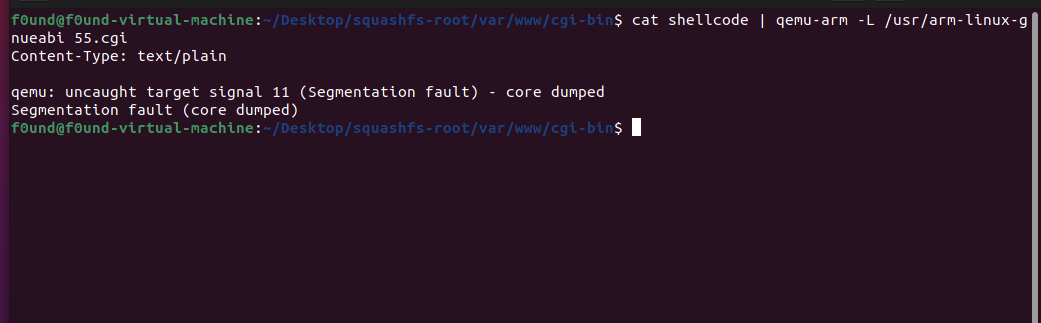 f0und@f0und-virtual-machine:~/Desktop/squashfs-root/var/www/cgi-bin$ cat shellcode | qemu-arm -L /usr/arm-linux-g
nueabi 55.cgi
Content-Type: text/plain
qemu: uncaught target signal 11 (Segmentation fault) - core dumped
Segmentation fault (core dumped)
f0und@f0und-virtual-machine:~/Desktop/squashfs-root/var/www/cgi-bin$